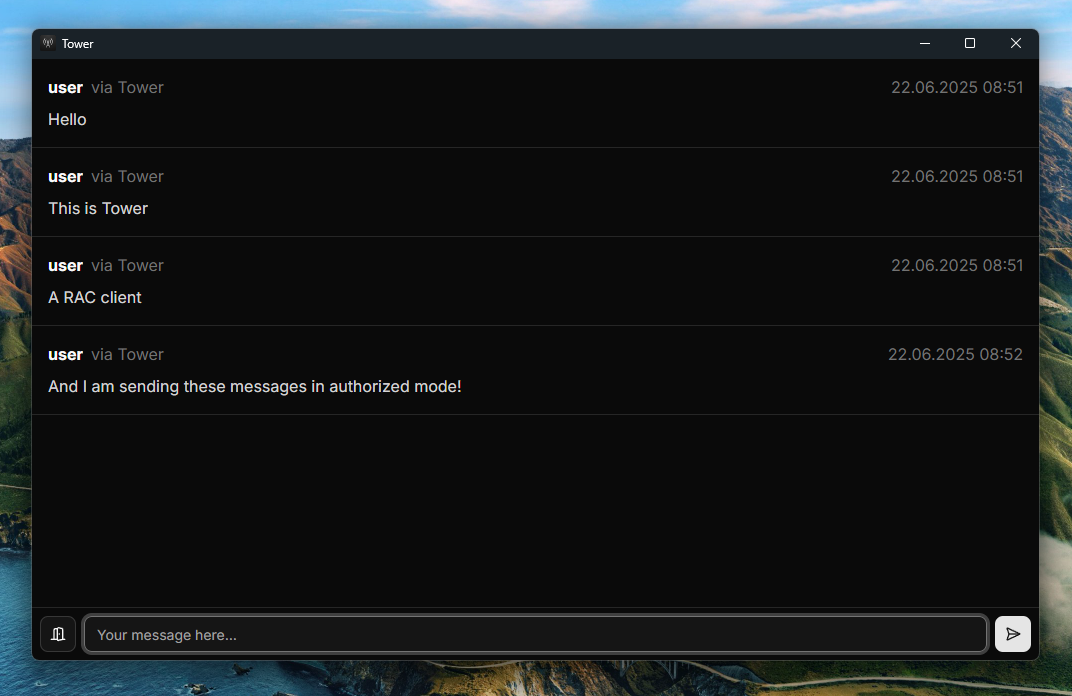 Tower
user via Tower 22.06.2025 08:51
Hello
user via Tower 22.06.2025 08:51
This is Tower
user via Tower 22.06.2025 08:51
A RAC client
user via Tower 22.06.2025 08:52
And I am sending these messages in authorized mode!
Your message here...